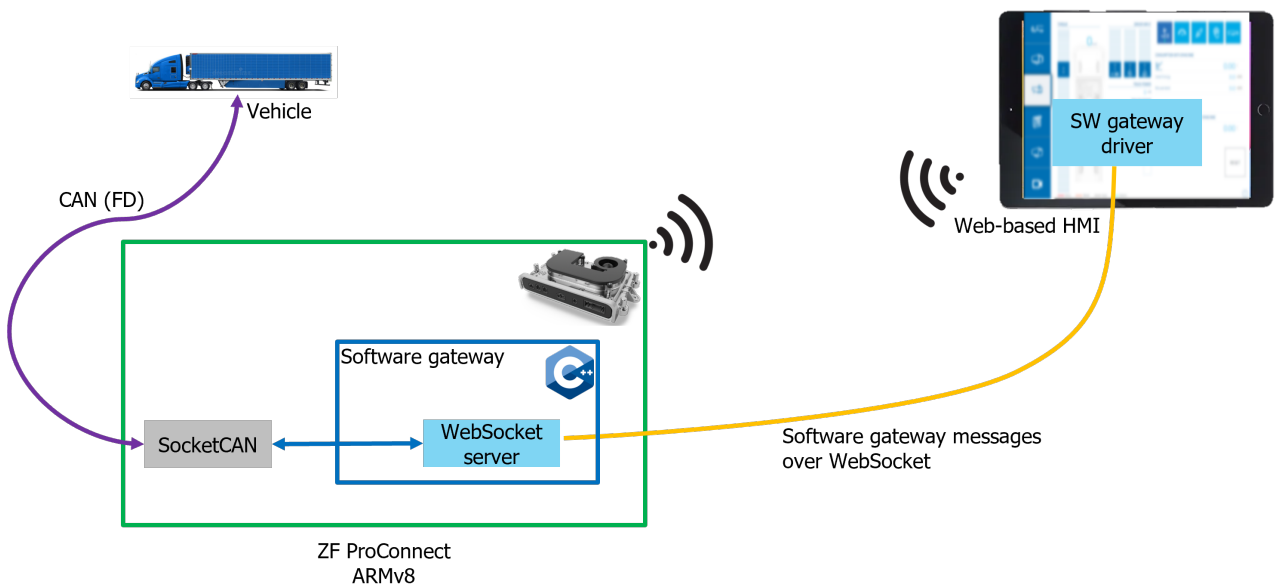 Vehicle
CAN (FD)
SW gateway
driver
Web-based HMI
Software gateway
C++
SocketCAN
WebSocket
server
Software gateway messages
over WebSocket
ZF ProConnect
ARMv8